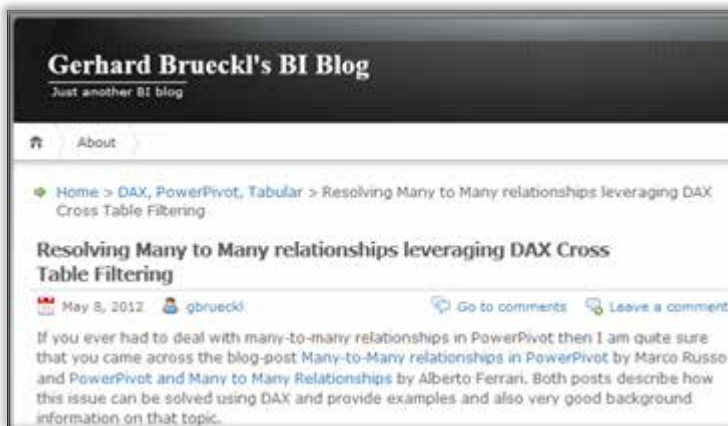 Gerhard Brueckl's BI Blog
Just another BI blog
About
Home > DAX, PowerPivot, Tabular > Resolving Many to Many relationships leveraging DAX
Cross Table Filtering
Resolving Many to Many relationships leveraging DAX Cross
Table Filtering
May 8, 2012 gbrueckl Go to comments Leave a comment
If you ever had to deal with many-to-many relationships in PowerPivot then I am quite sure
that you came across the blog-post Many-to-Many relationships in PowerPivot by Marco Russo
and PowerPivot and Many to Many Relationships by Alberto Ferrari. Both posts describe how
this issue can be solved using DAX and provide examples and also very good background
information on that topic.